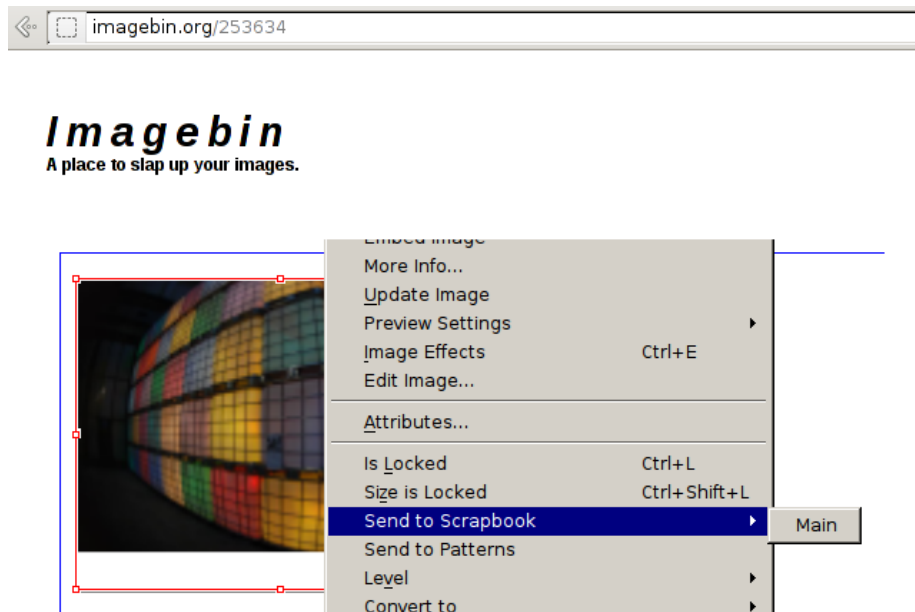 imagebin.org/253634
Imagebin
A place to slap up your images.
Embed Image
More Info...
Update Image
Preview Settings
Image Effects Ctrl+E
Edit Image...
Attributes...
Is Locked Ctrl+L
Size is Locked Ctrl+Shift+L
Send to Scrapbook
Main
Send to Patterns
Level
Convert to